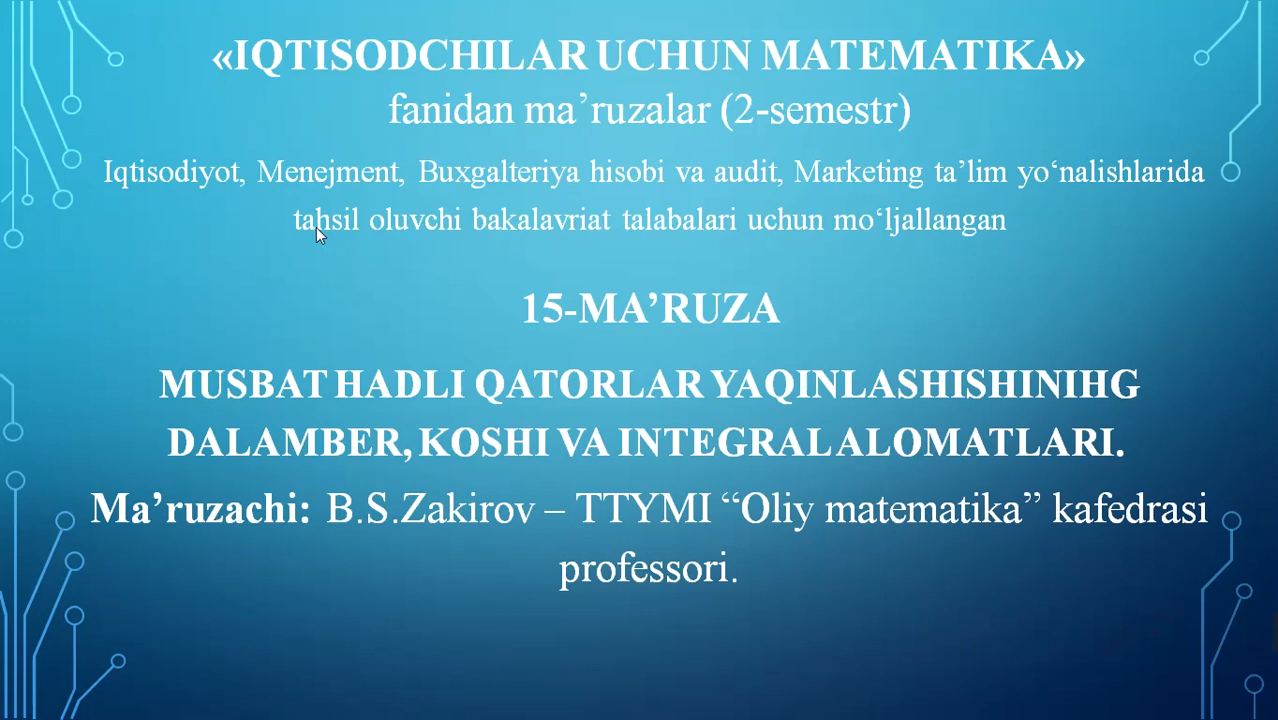 «IQTISODCHILAR UCHUN MATEMATIKA»
fanidan ma’ruzalar (2-semestr)
Iqtisodiyot, Menejment, Buxgalteriya hisobi va audit, Marketing ta’lim yo‘nalishlarida
tahsil oluvchi bakalavriat talabalari uchun mo‘ljallangan
15-MA’RUZA
MUSBAT HADLI QATORLAR YAQINLASHISHINIHG
DALAMBER, KOSHI VA INTEGRAL ALOMATLARI.
Ma’ruzachi: B.S.Zakirov – TTYMI “Oliy matematika” kafedrasi
professori.